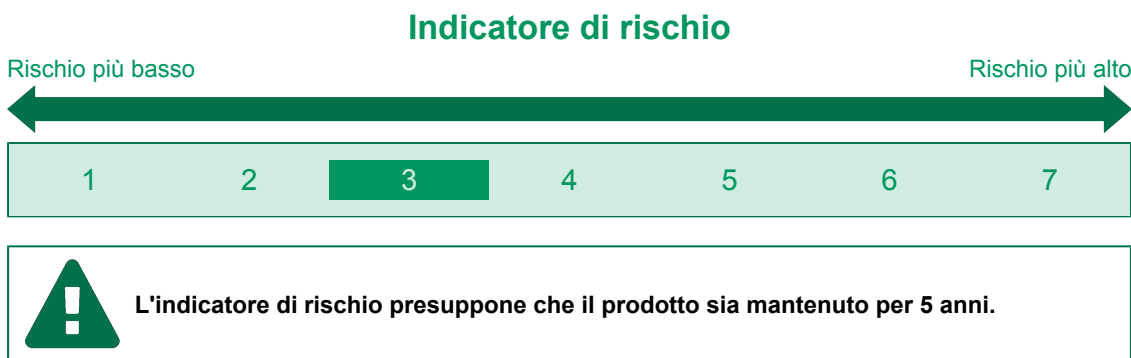 Indicatore di rischio
Rischio più basso
Rischio più alto
1 2 3 4 5 6 7
L'indicatore di rischio presuppone che il prodotto sia mantenuto per 5 anni.